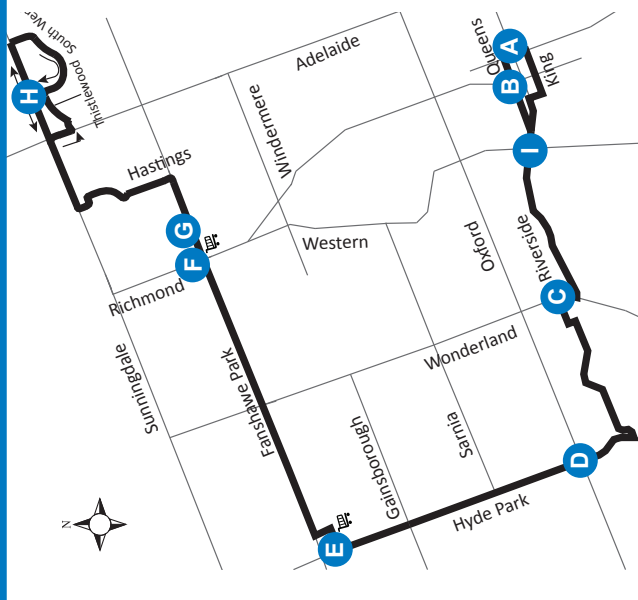 South Wen
Thistlewood
H
Adelaide
Queens
A
B
King
Hastings
Windermere
I
G
F
Richmond
Western
Oxford
Riverside
C
Sunningdale
Fanshawe Park
Wonderland
Gainsborough
Sarnia
D
Hyde Park
E
N